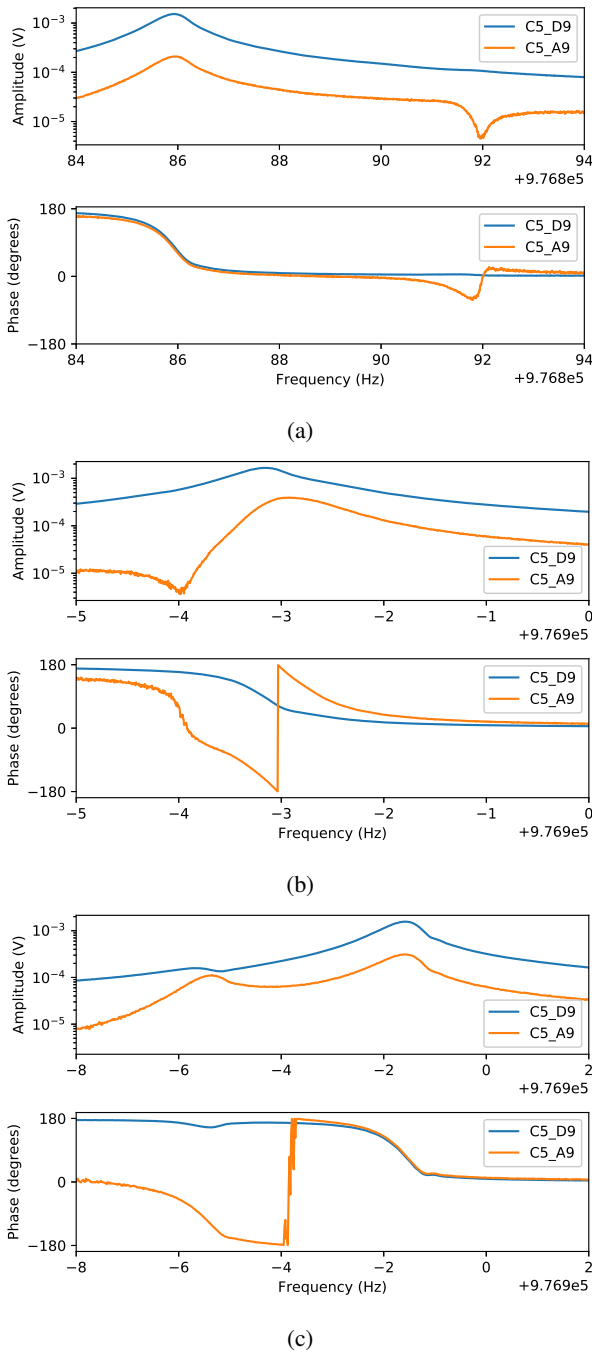 Amplitude (V)
10⁻³
10⁻⁴
10⁻⁵
C5_D9
C5_A9
84 86 88 90 92 94
+9.768e5
Phase (degrees)
180
0
−180
C5_D9
C5_A9
84 86 88 90 92 94
Frequency (Hz)
+9.768e5
(a)
Amplitude (V)
10⁻³
10⁻⁴
10⁻⁵
C5_D9
C5_A9
−5 −4 −3 −2 −1 0
+9.769e5
Phase (degrees)
180
0
−180
C5_D9
C5_A9
−5 −4 −3 −2 −1 0
Frequency (Hz)
+9.769e5
(b)
Amplitude (V)
10⁻³
10⁻⁴
10⁻⁵
C5_D9
C5_A9
−8 −6 −4 −2 0 2
+9.769e5
Phase (degrees)
180
0
−180
C5_D9
C5_A9
−8 −6 −4 −2 0 2
Frequency (Hz)
+9.769e5
(c)